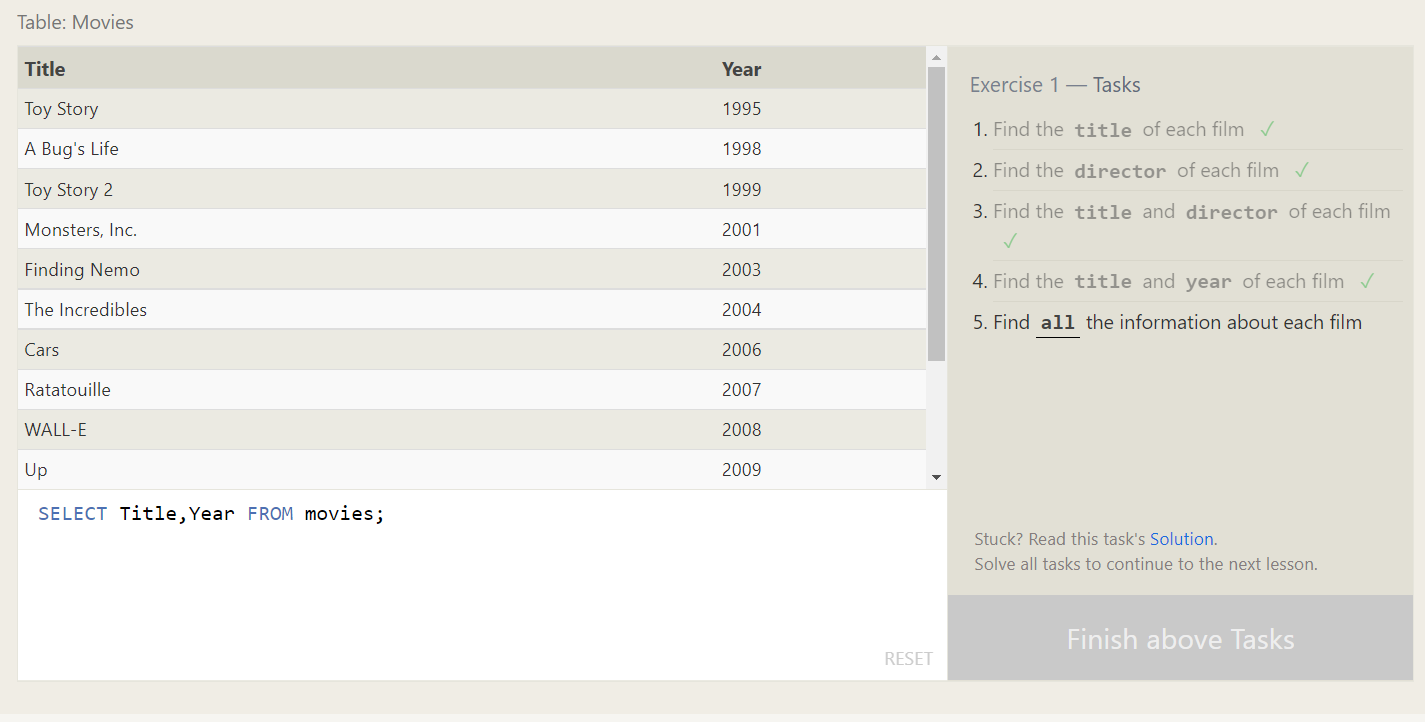 Table: Movies
Title Year
Toy Story 1995
A Bug's Life 1998
Toy Story 2 1999
Monsters, Inc. 2001
Finding Nemo 2003
The Incredibles 2004
Cars 2006
Ratatouille 2007
WALL-E 2008
Up 2009
SELECT Title,Year FROM movies;
RESET
Exercise 1 — Tasks
1. Find the title of each film ✓
2. Find the director of each film ✓
3. Find the title and director of each film
✓
4. Find the title and year of each film ✓
5. Find all the information about each film
Stuck? Read this task's Solution.
Solve all tasks to continue to the next lesson.
Finish above Tasks